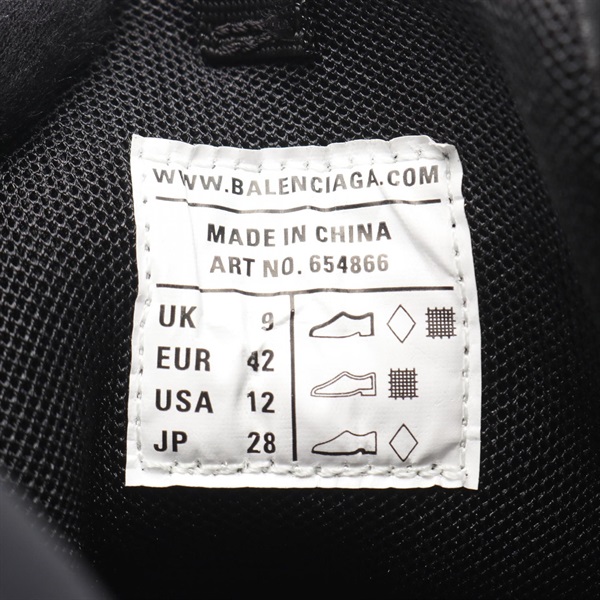 WWW.BALENCIAGA.COM
MADE IN CHINA
ART NO. 654866
UK 9
EUR 42
USA 12
JP 28